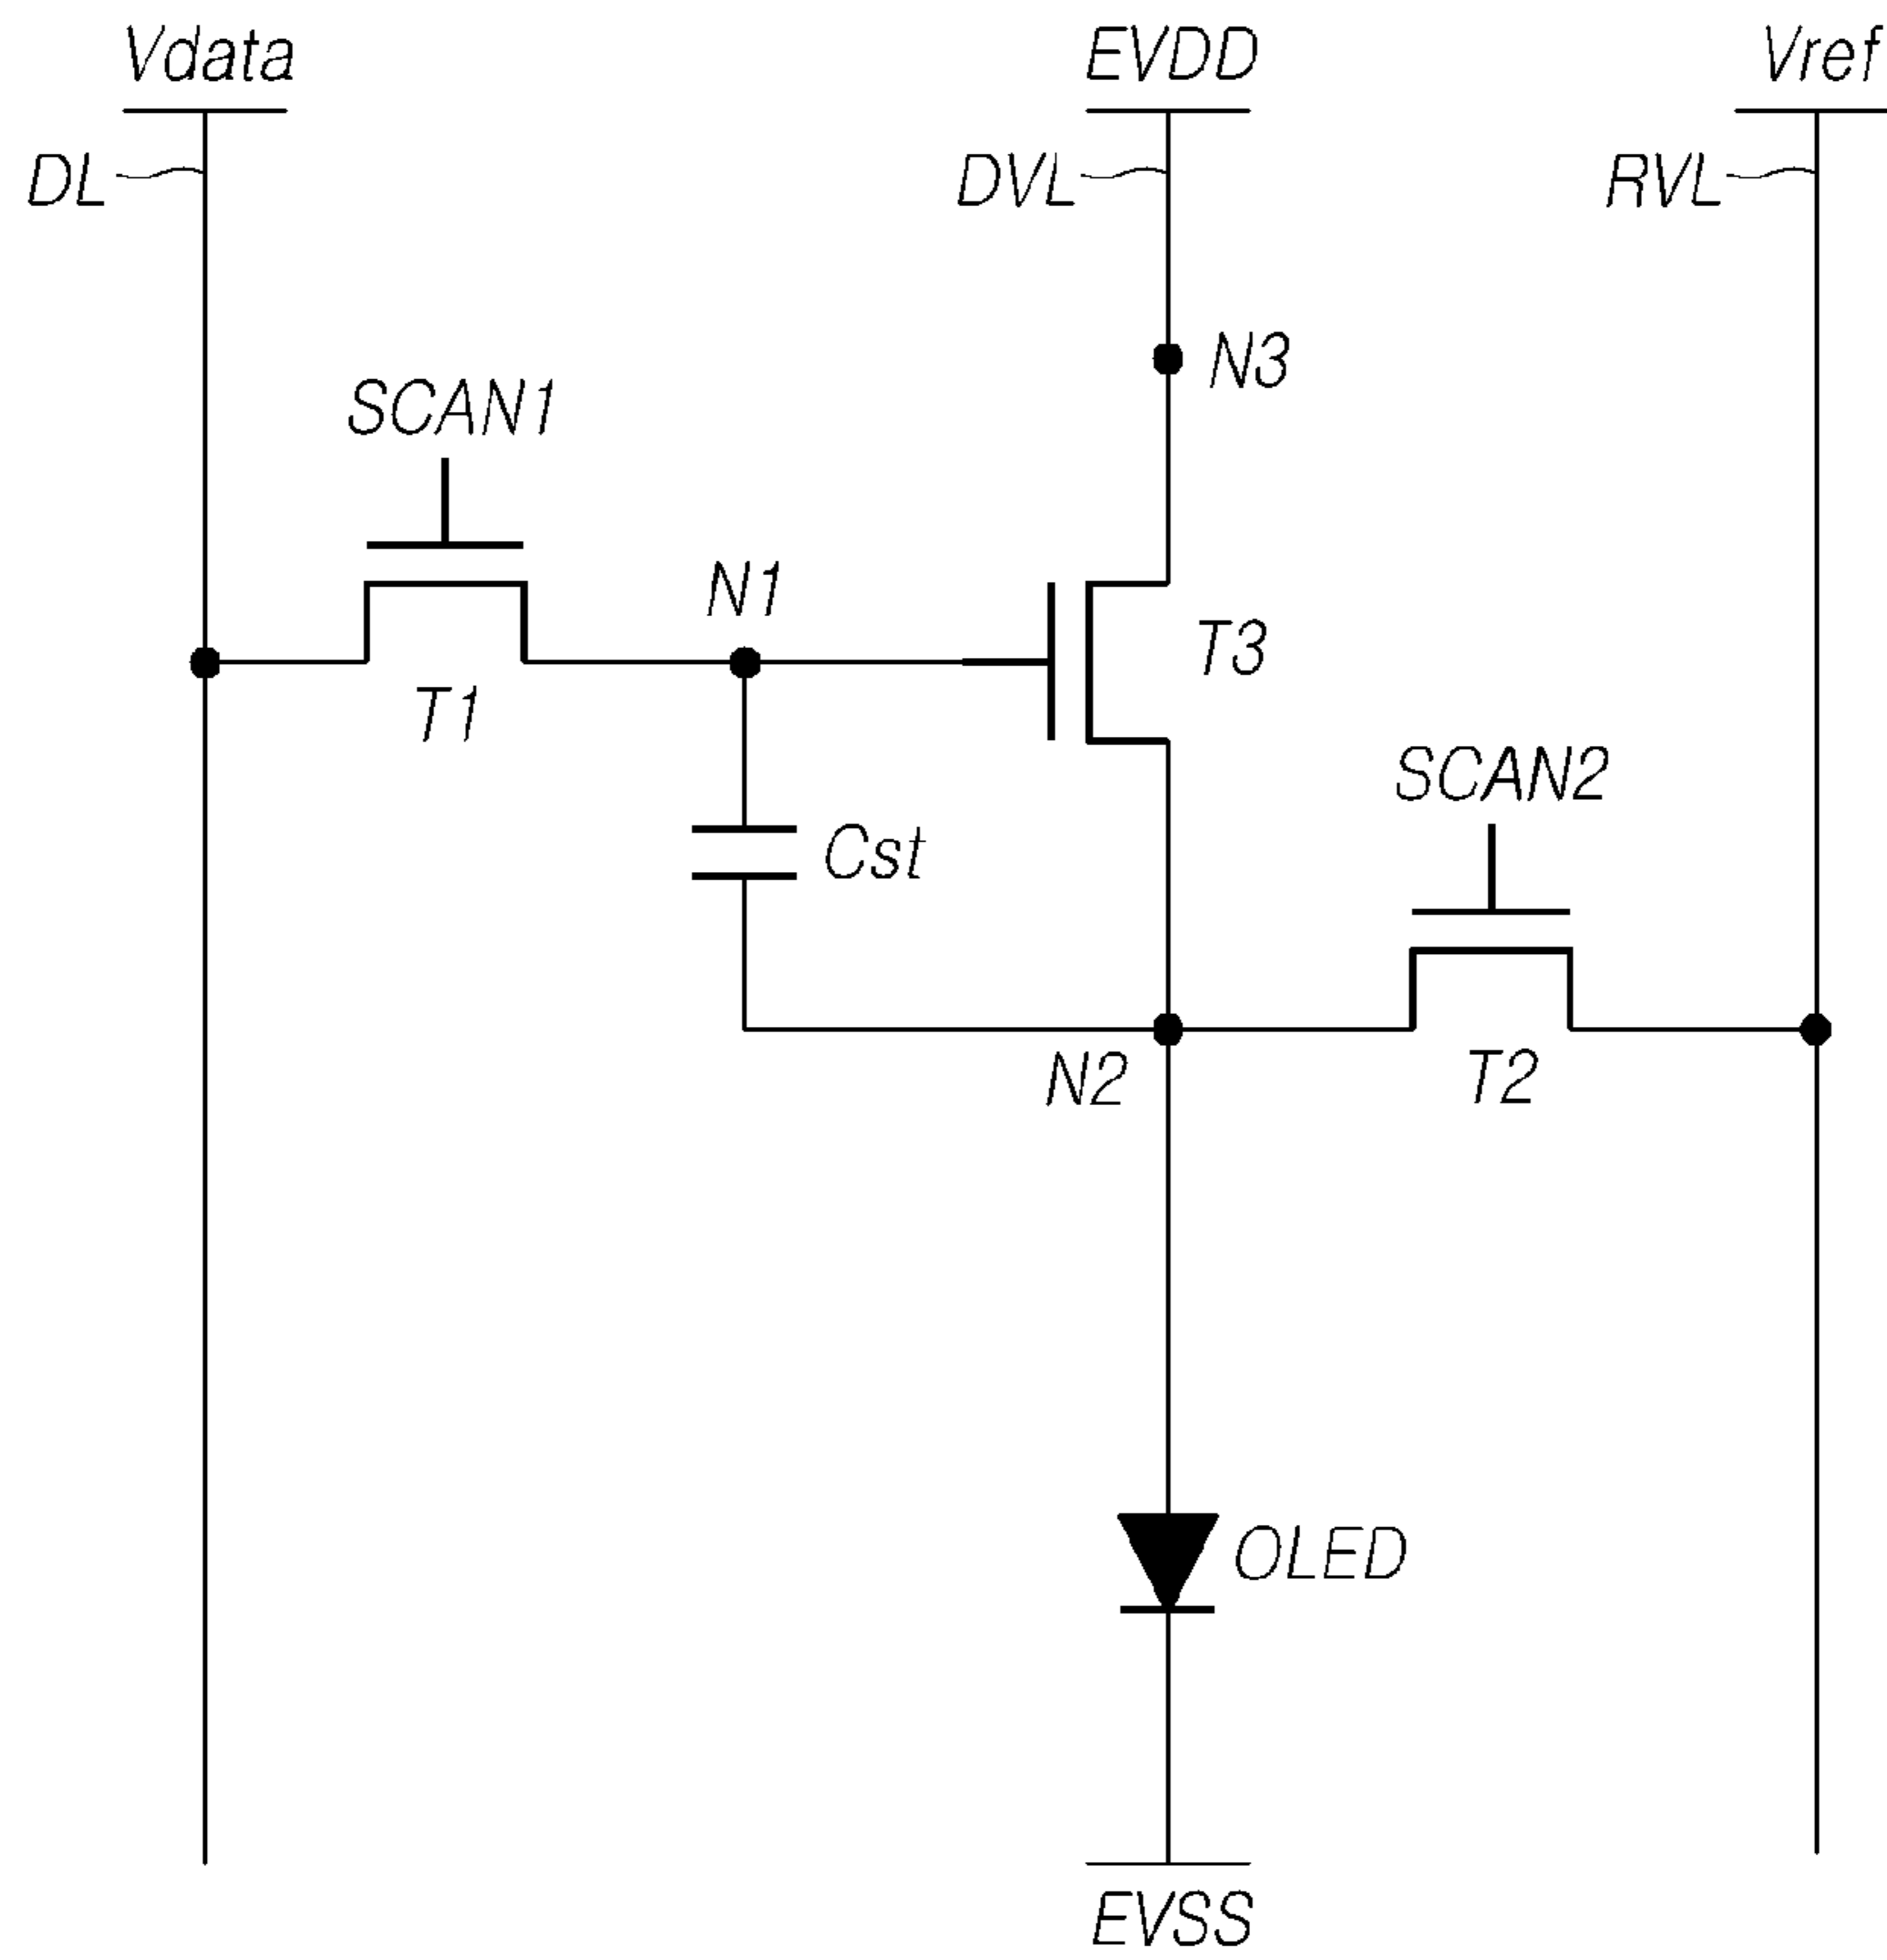 Vdata
EVDD
Vref
DL
DVL
RVL
N3
SCAN1
N1
T3
T1
SCAN2
Cst
N2
T2
OLED
EVSS